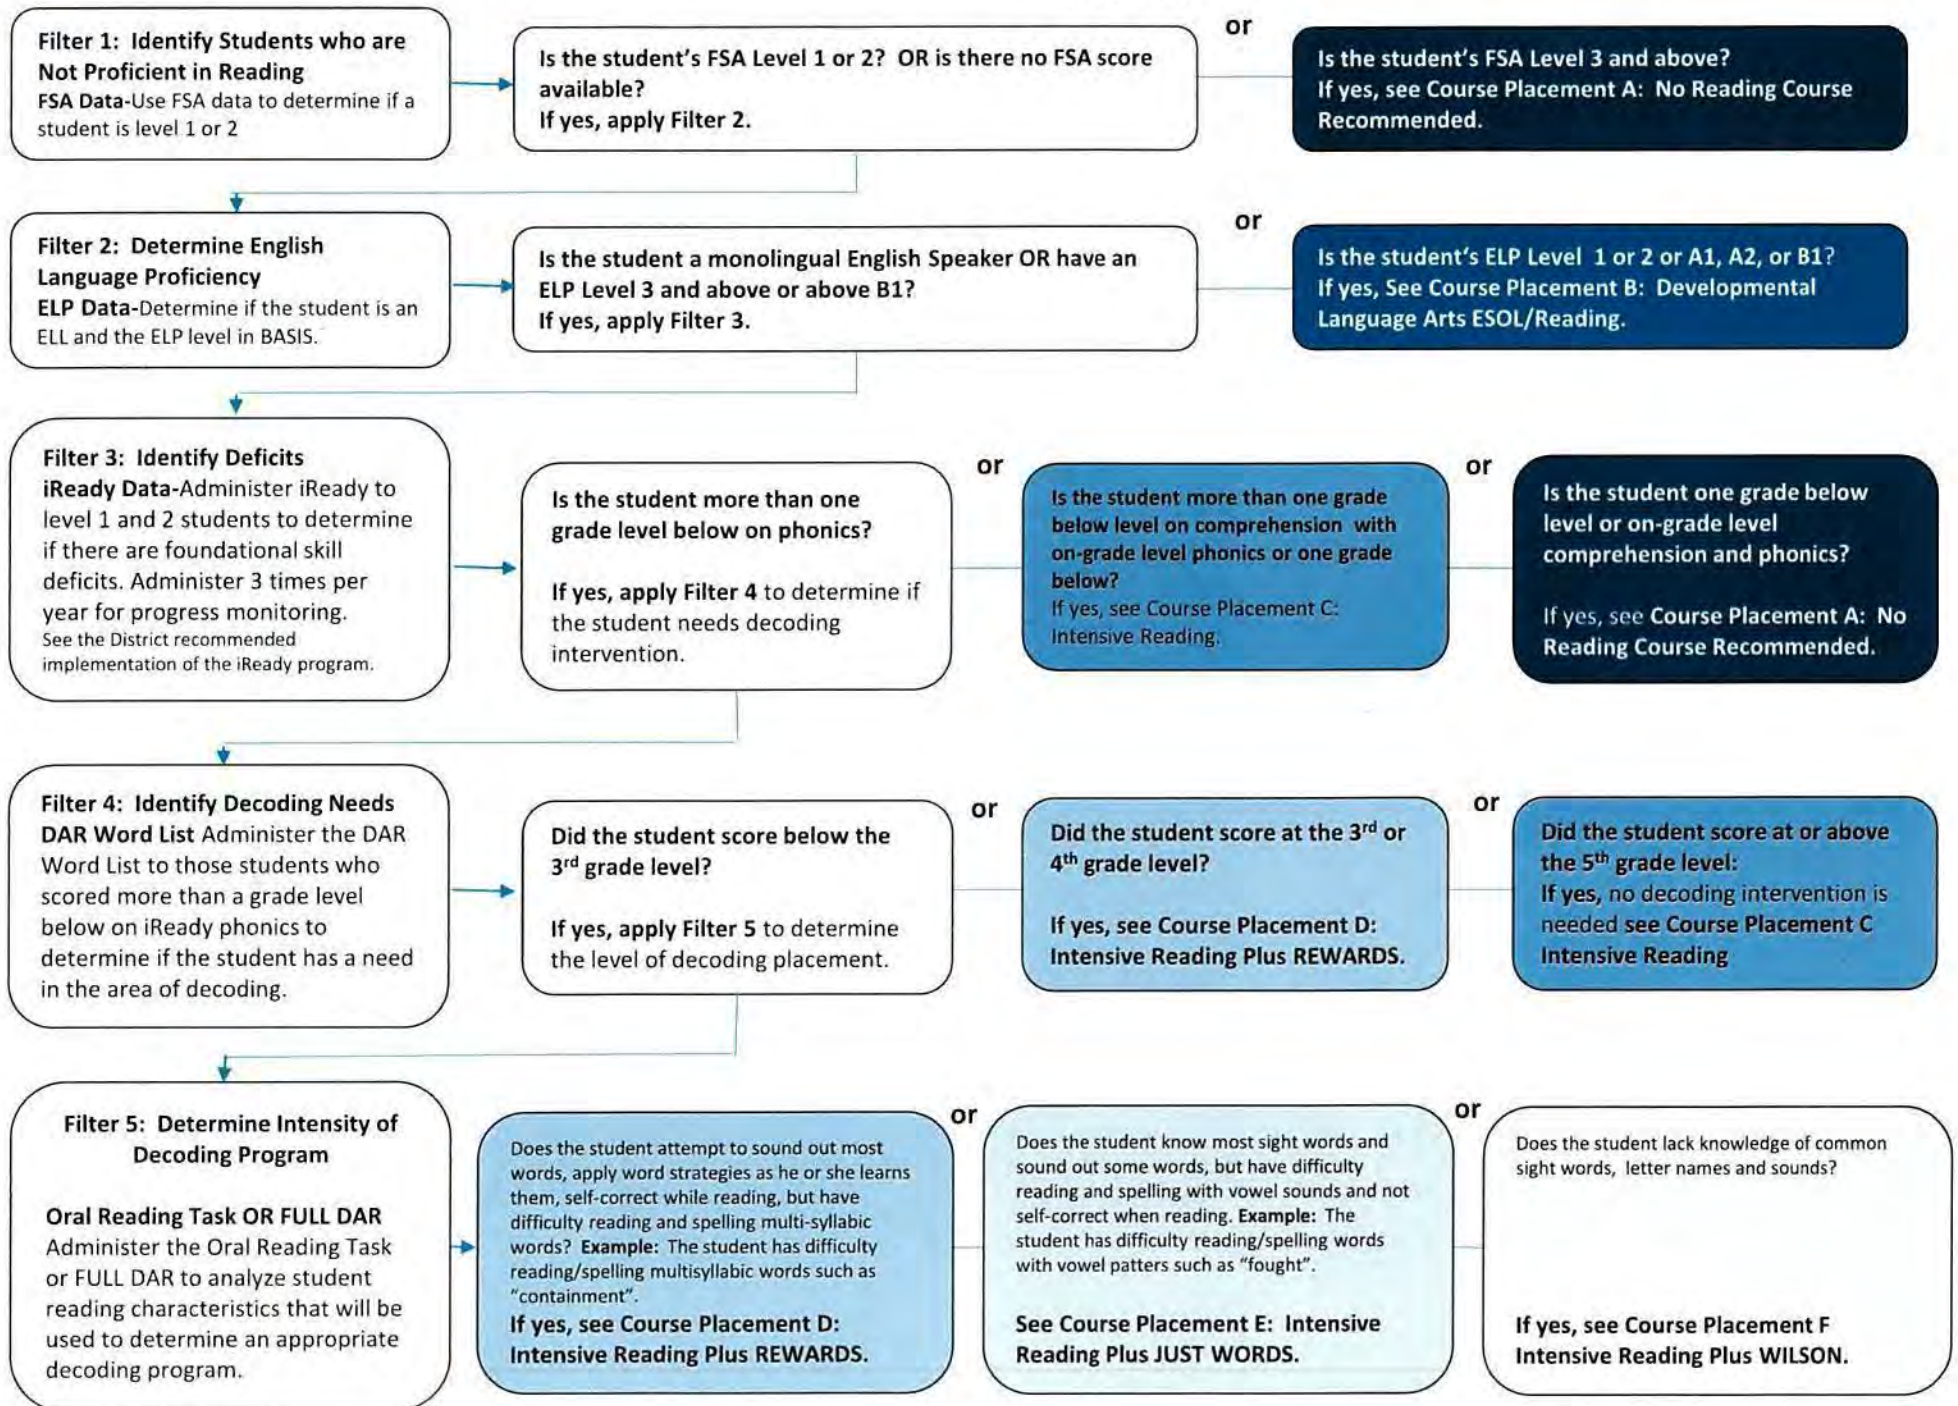 Filter 1: Identify Students who are
Not Proficient in Reading
FSA Data-Use FSA data to determine if a
student is level 1 or 2
Is the student's FSA Level 1 or 2? OR is there no FSA score
available?
If yes, apply Filter 2.
or
Is the student's FSA Level 3 and above?
If yes, see Course Placement A: No Reading Course
Recommended.
Filter 2: Determine English
Language Proficiency
ELP Data-Determine if the student is an
ELL and the ELP level in BASIS.
Is the student a monolingual English Speaker OR have an
ELP Level 3 and above or above B1?
If yes, apply Filter 3.
or
Is the student's ELP Level 1 or 2 or A1, A2, or B1?
If yes, See Course Placement B: Developmental
Language Arts ESOL/Reading.
Filter 3: Identify Deficits
iReady Data-Administer iReady to
level 1 and 2 students to determine
if there are foundational skill
deficits. Administer 3 times per
year for progress monitoring.
See the District recommended
implementation of the iReady program.
Is the student more than one
grade level below on phonics?
If yes, apply Filter 4 to determine if
the student needs decoding
intervention.
or
Is the student more than one grade
below level on comprehension with
on-grade level phonics or one grade
below?
If yes, see Course Placement C:
Intensive Reading.
or
Is the student one grade below
level or on-grade level
comprehension and phonics?
If yes, see Course Placement A: No
Reading Course Recommended.
Filter 4: Identify Decoding Needs
DAR Word List Administer the DAR
Word List to those students who
scored more than a grade level
below on iReady phonics to
determine if the student has a need
in the area of decoding.
Did the student score below the
3rd grade level?
If yes, apply Filter 5 to determine
the level of decoding placement.
or
Did the student score at the 3rd or
4th grade level?
If yes, see Course Placement D:
Intensive Reading Plus REWARDS.
or
Did the student score at or above
the 5th grade level:
If yes, no decoding intervention is
needed see Course Placement C
Intensive Reading
Filter 5: Determine Intensity of
Decoding Program
Oral Reading Task OR FULL DAR
Administer the Oral Reading Task
or FULL DAR to analyze student
reading characteristics that will be
used to determine an appropriate
decoding program.
Does the student attempt to sound out most
words, apply word strategies as he or she learns
them, self-correct while reading, but have
difficulty reading and spelling multi-syllabic
words? Example: The student has difficulty
reading/spelling multisyllabic words such as
"containment".
If yes, see Course Placement D:
Intensive Reading Plus REWARDS.
or
Does the student know most sight words and
sound out some words, but have difficulty
reading and spelling with vowel sounds and not
self-correct when reading. Example: The
student has difficulty reading/spelling words
with vowel patters such as "fought".
See Course Placement E: Intensive
Reading Plus JUST WORDS.
or
Does the student lack knowledge of common
sight words, letter names and sounds?
If yes, see Course Placement F
Intensive Reading Plus WILSON.